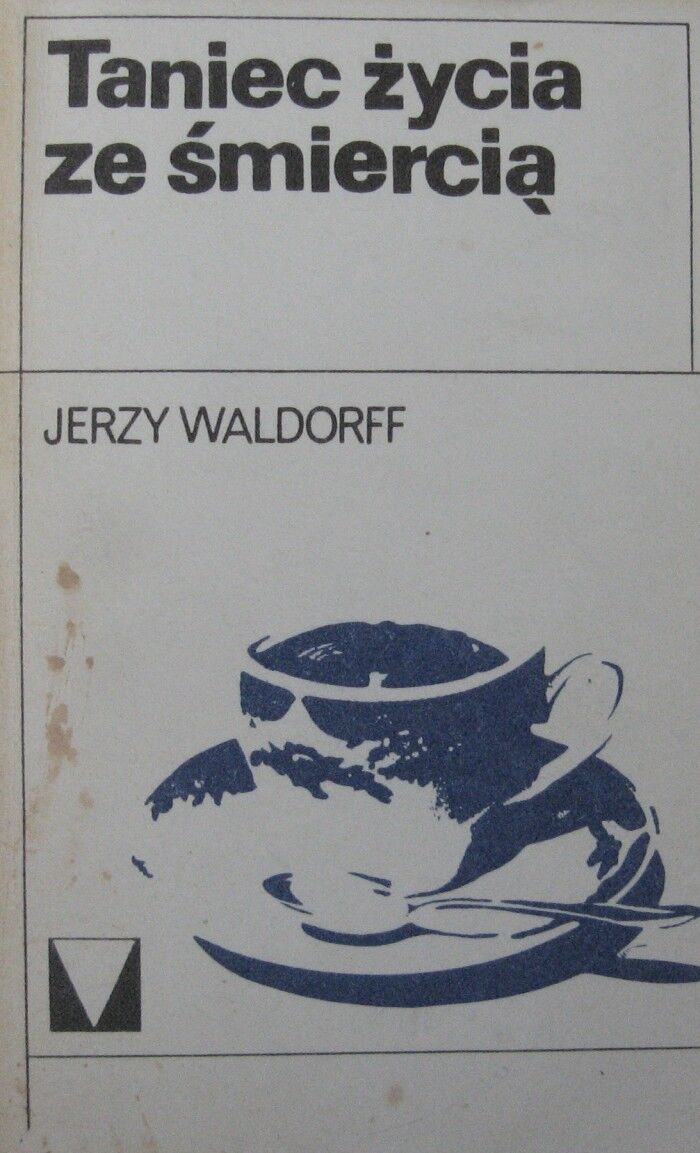 Taniec życia
ze śmiercią
JERZY WALDORFF